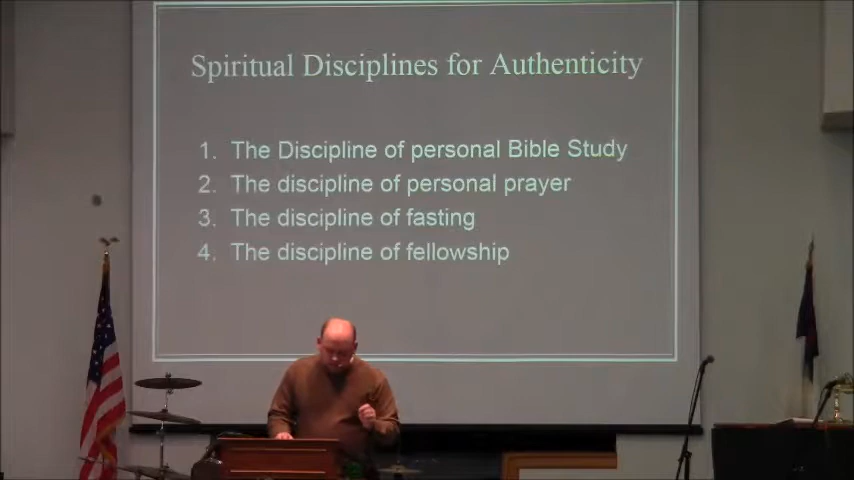 Spiritual Disciplines for Authenticity
1. The Discipline of personal Bible Study
2. The discipline of personal prayer
3. The discipline of fasting
4. The discipline of fellowship